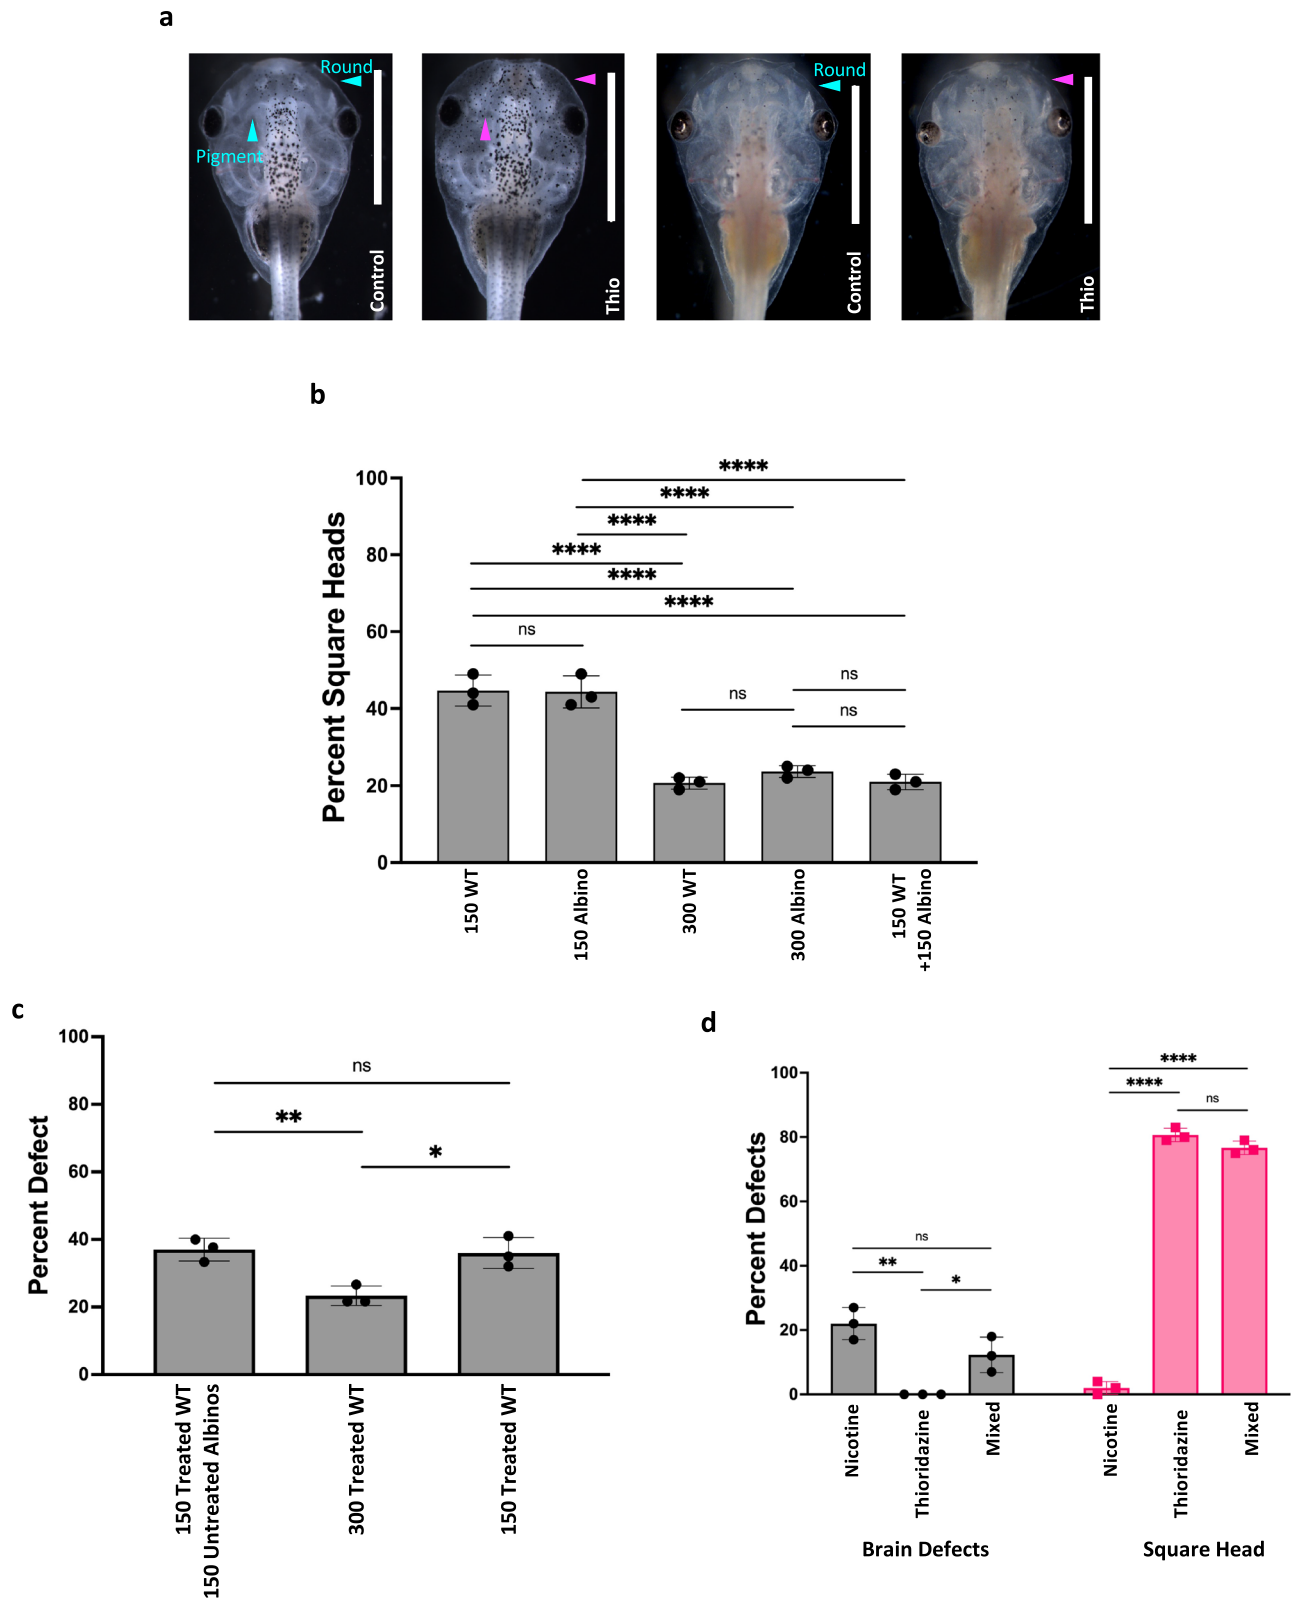 a
Round
Pigment
Control
Thio
Round
Control
Thio
b
Percent Square Heads
100
80
60
40
20
0
****
****
****
****
****
****
ns
ns
ns
ns
150 WT
150 Albino
300 WT
300 Albino
150 WT
+150 Albino
c
Percent Defect
100
80
60
40
20
0
ns
**
*
150 Treated WT
150 Untreated Albinos
300 Treated WT
150 Treated WT
d
Percent Defects
100
80
60
40
20
0
ns
**
*
****
****
ns
Nicotine
Thioridazine
Mixed
Nicotine
Thioridazine
Mixed
Brain Defects
Square Head